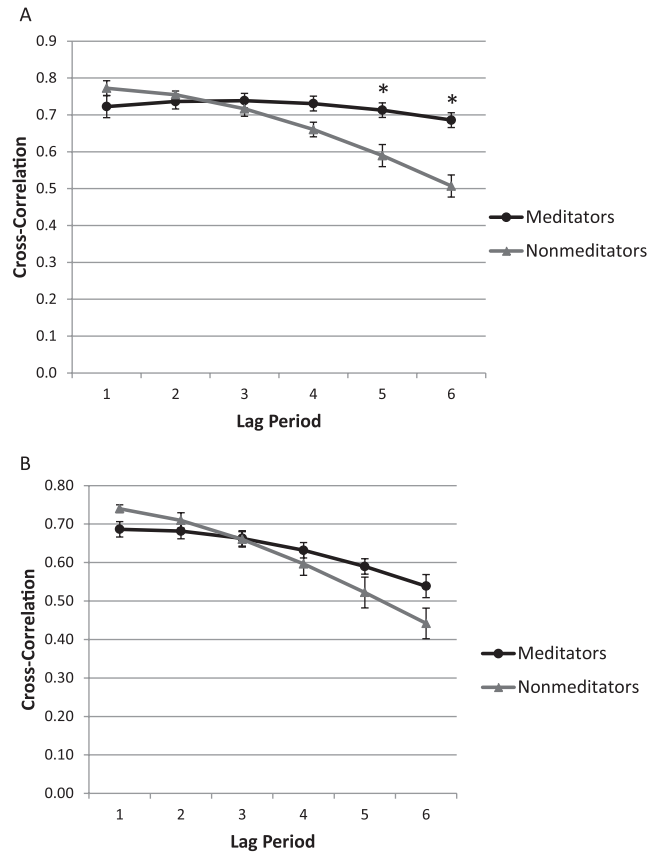 A
0.9
0.8
0.7
0.6
0.5
0.4
0.3
0.2
0.1
0.0
Cross-Correlation
* *
1 2 3 4 5 6
Lag Period
Meditators
Nonmeditators
B
0.80
0.70
0.60
0.50
0.40
0.30
0.20
0.10
0.00
Cross-Correlation
1 2 3 4 5 6
Lag Period
Meditators
Nonmeditators